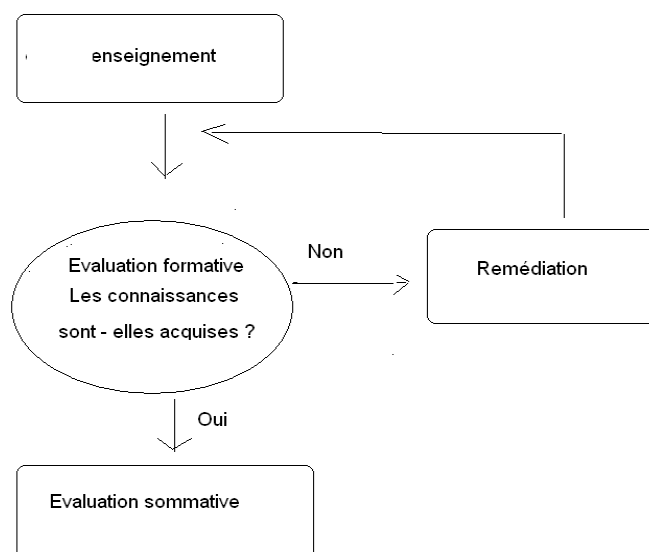 enseignement
Evaluation formative
Les connaissances
sont - elles acquises ?
Non
Remédiation
Oui
Evaluation sommative